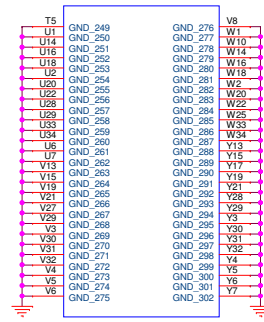 T5 GND_249 GND_276 V8
U1 GND_250 GND_277 W1
U14 GND_251 GND_278 W10
U16 GND_252 GND_279 W14
U18 GND_253 GND_280 W16
U2 GND_254 GND_281 W18
U20 GND_255 GND_282 W2
U22 GND_256 GND_283 W20
U28 GND_257 GND_284 W22
U29 GND_258 GND_285 W25
U33 GND_259 GND_286 W33
U34 GND_260 GND_287 W34
U6 GND_261 GND_288 Y13
U7 GND_262 GND_289 Y15
V13 GND_263 GND_290 Y17
V15 GND_264 GND_291 Y19
V19 GND_265 GND_292 Y21
V21 GND_266 GND_293 Y28
V27 GND_267 GND_294 Y29
V29 GND_268 GND_295 Y3
V3 GND_269 GND_296 Y30
V30 GND_270 GND_297 Y31
V31 GND_271 GND_298 Y32
V32 GND_272 GND_299 Y4
V4 GND_273 GND_300 Y5
V5 GND_274 GND_301 Y6
V6 GND_275 GND_302 Y7